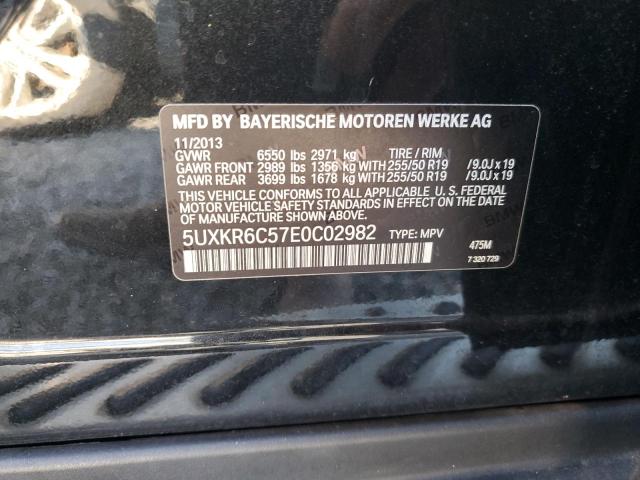 MFD BY BAYERISCHE MOTOREN WERKE AG
11/2013
GVWR 6550 lbs 2971 kg TIRE / RIM
GAWR FRONT 2989 lbs 1356 kg WITH 255/50 R19 /9.0J x 19
GAWR REAR 3699 lbs 1678 kg WITH 255/50 R19 /9.0J x 19
THIS VEHICLE CONFORMS TO ALL APPLICABLE U. S. FEDERAL
MOTOR VEHICLE SAFETY STANDARDS
IN EFFECT ON THE DATE OF MANUFACTURE SHOWN ABOVE.
5UXKR6C57E0C02982 TYPE: MPV 475M
7 320 729